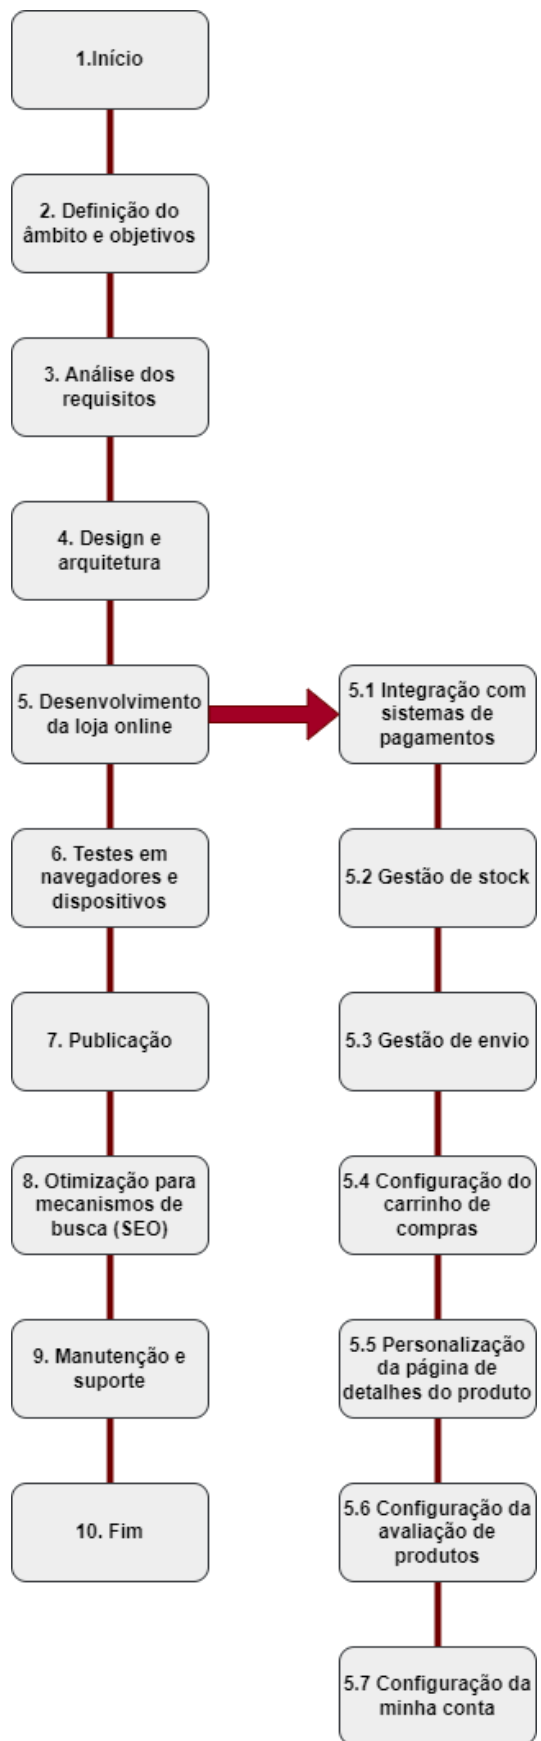 1.Início
2. Definição do
âmbito e objetivos
3. Análise dos
requisitos
4. Design e
arquitetura
5. Desenvolvimento
da loja online
6. Testes em
navegadores e
dispositivos
7. Publicação
8. Otimização para
mecanismos de
busca (SEO)
9. Manutenção e
suporte
10. Fim
5.1 Integração com
sistemas de
pagamentos
5.2 Gestão de stock
5.3 Gestão de envio
5.4 Configuração do
carrinho de
compras
5.5 Personalização
da página de
detalhes do produto
5.6 Configuração da
avaliação de
produtos
5.7 Configuração da
minha conta